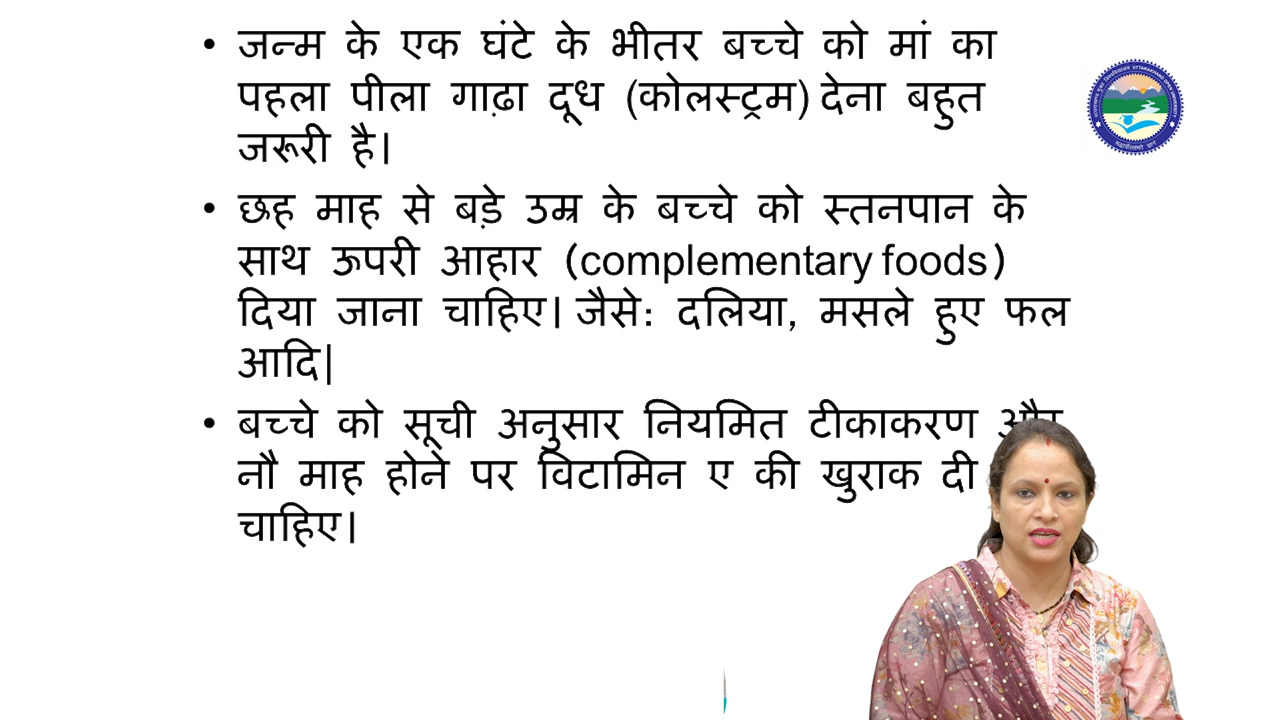 • जन्म के एक घंटे के भीतर बच्चे को मां का
पहला पीला गाढ़ा दूध (कोलस्ट्रम) देना बहुत
जरूरी है।
• छह माह से बड़े उम्र के बच्चे को स्तनपान के
साथ ऊपरी आहार (complementary foods)
दिया जाना चाहिए। जैसे: दलिया, मसले हुए फल
आदि|
• बच्चे को सूची अनुसार नियमित टीकाकरण और
नौ माह होने पर विटामिन ए की खुराक दी
चाहिए।